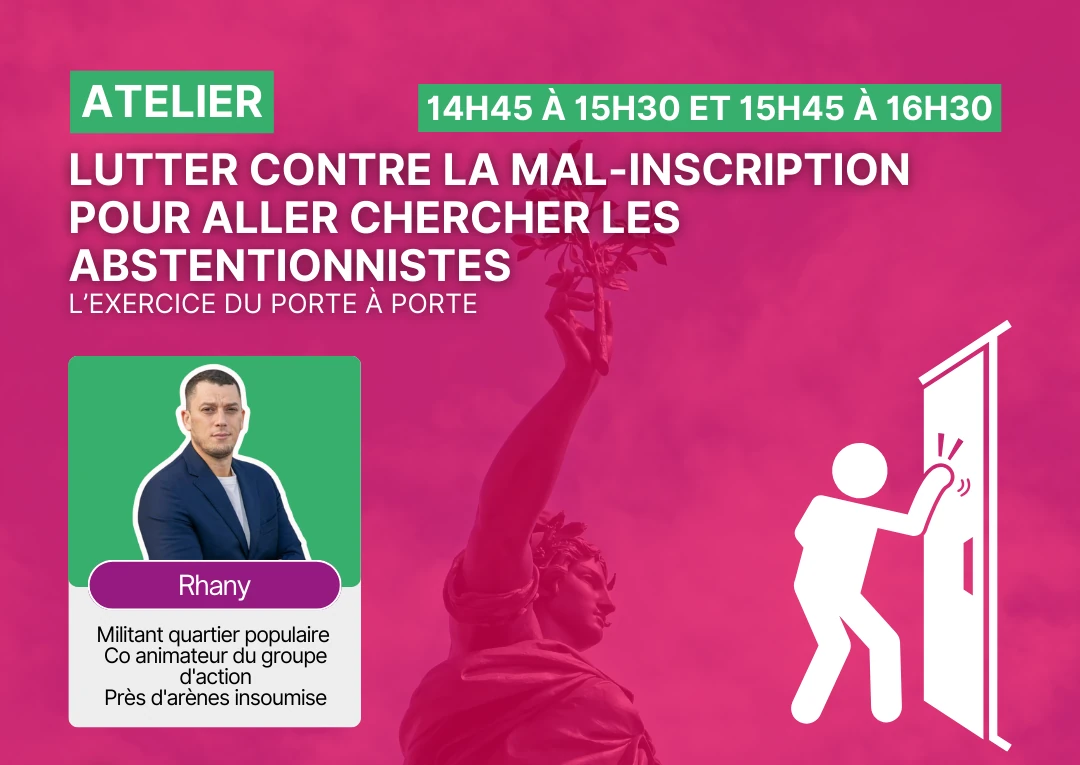 ATELIER
14H45 À 15H30 ET 15H45 À 16H30
LUTTER CONTRE LA MAL-INSCRIPTION
POUR ALLER CHERCHER LES
ABSTENTIONNISTES
L’EXERCICE DU PORTE À PORTE
Rhany
Militant quartier populaire
Co animateur du groupe
d'action
Près d'arènes insoumise